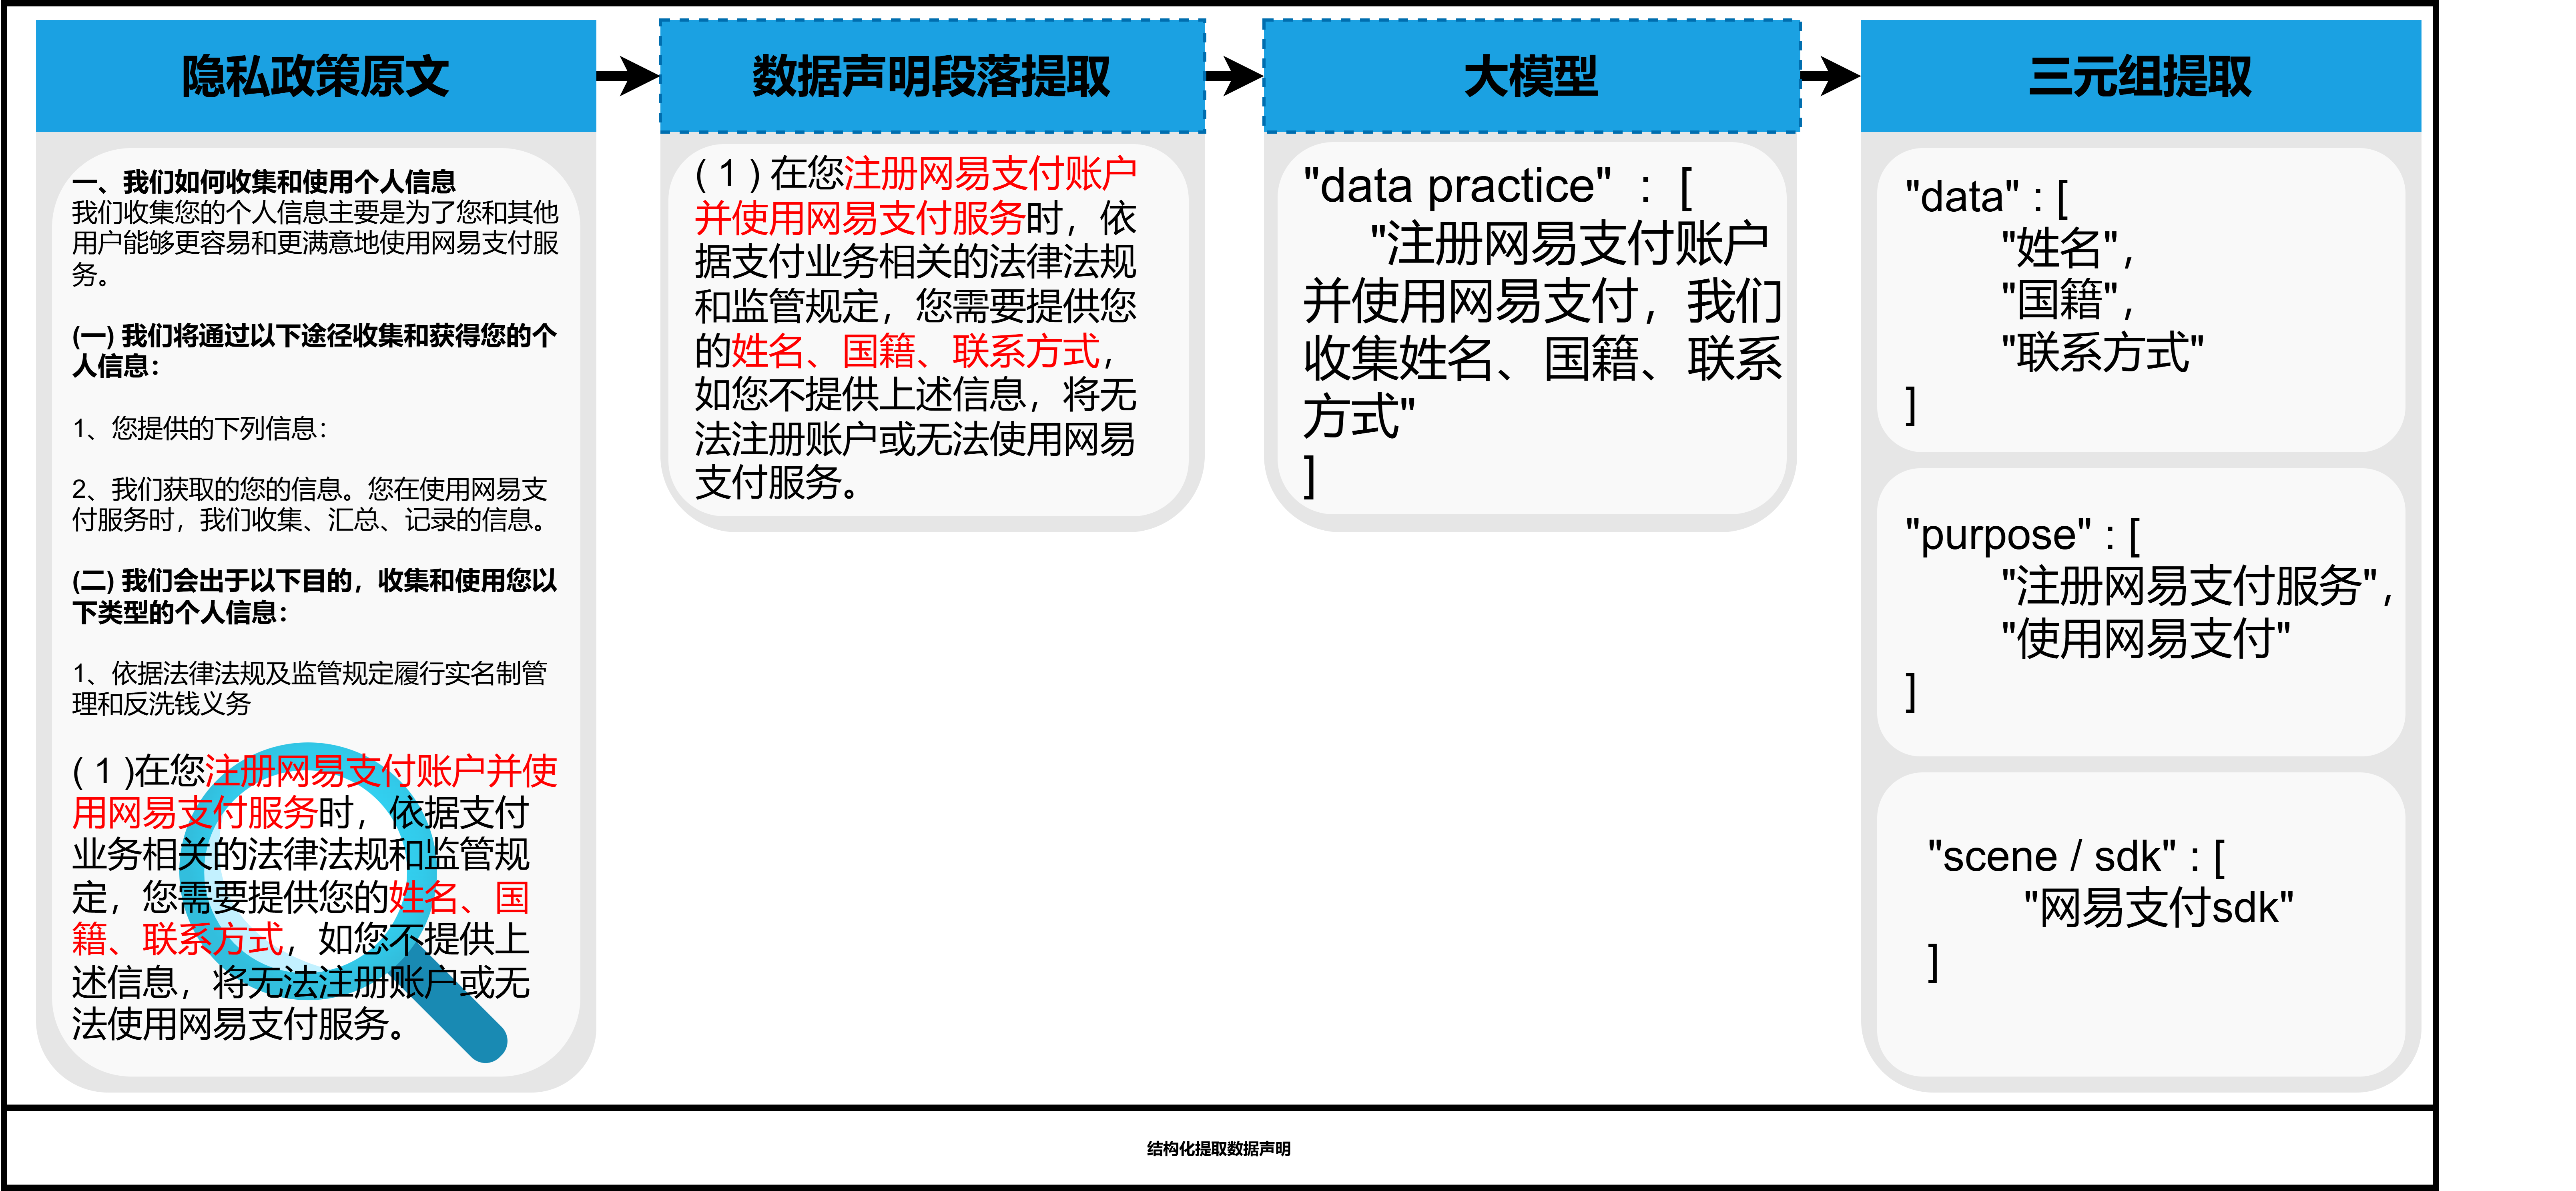 隐私政策原文
一、我们如何收集和使用个人信息
我们收集您的个人信息主要是为了您和其他
用户能够更容易和更满意地使用网易支付服
务。
(一) 我们将通过以下途径收集和获得您的个
人信息：
1、您提供的下列信息：
2、我们获取的您的信息。您在使用网易支
付服务时，我们收集、汇总、记录的信息。
(二) 我们会出于以下目的，收集和使用您以
下类型的个人信息：
1、依据法律法规及监管规定履行实名制管
理和反洗钱义务
( 1 )在您注册网易支付账户并使
用网易支付服务时，依据支付
业务相关的法律法规和监管规
定，您需要提供您的姓名、国
籍、联系方式，如您不提供上
述信息，将无法注册账户或无
法使用网易支付服务。
数据声明段落提取
( 1 ) 在您注册网易支付账户
并使用网易支付服务时，依
据支付业务相关的法律法规
和监管规定，您需要提供您
的姓名、国籍、联系方式，
如您不提供上述信息，将无
法注册账户或无法使用网易
支付服务。
大模型
"data practice" ： [
"注册网易支付账户
并使用网易支付，我们
收集姓名、国籍、联系
方式"
]
三元组提取
"data" : [
"姓名",
"国籍",
"联系方式"
]
"purpose" : [
"注册网易支付服务",
"使用网易支付"
]
"scene / sdk" : [
"网易支付sdk"
]
结构化提取数据声明